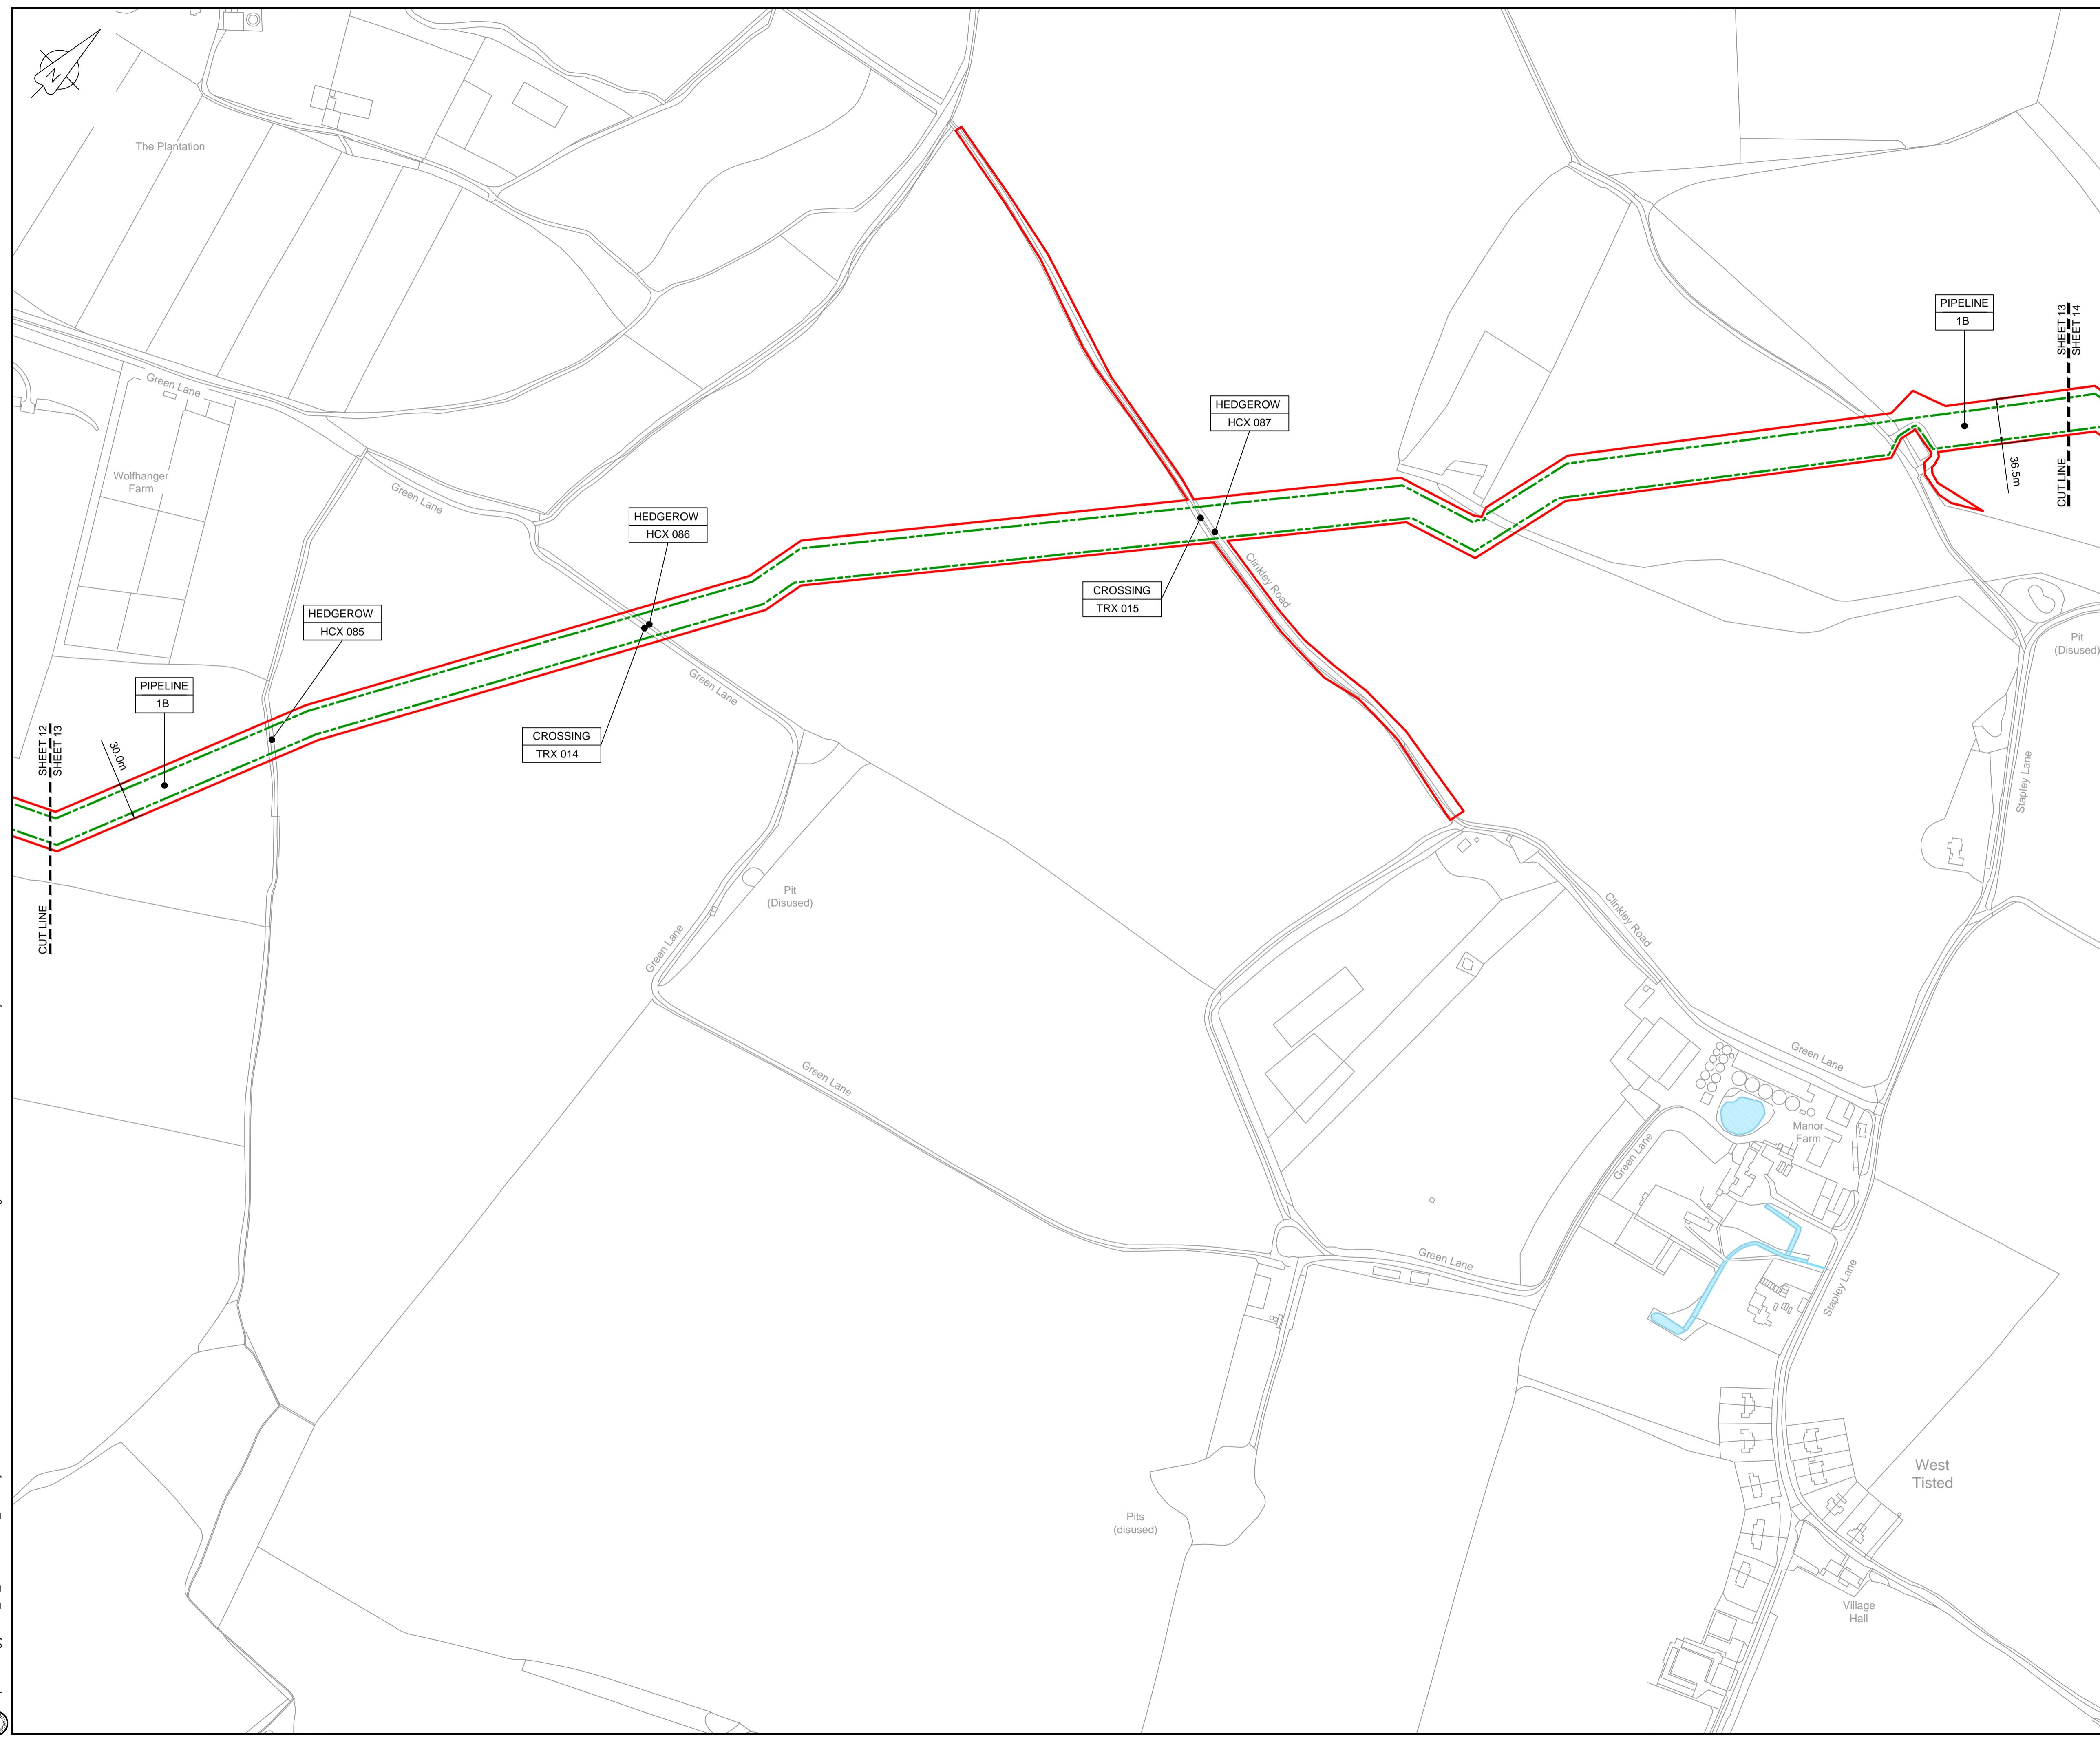 N
The Plantation
Green Lane
Wolfhanger
Farm
Green Lane
PIPELINE
1B
SHEET 13
SHEET 14
CUT LINE
36.5m
HEDGEROW
HCX 087
HEDGEROW
HCX 086
Clinkley Road
CROSSING
TRX 015
HEDGEROW
HCX 085
Pit
(Disused)
Green Lane
PIPELINE
1B
CROSSING
TRX 014
30.0m
SHEET 12
SHEET 13
CUT LINE
Stapley Lane
Pit
(Disused)
Green Lane
Clinkley Road
Green Lane
Green Lane
Manor
Farm
Green Lane
Green Lane
Stapley Lane
West
Tisted
Pits
(disused)
Village
Hall